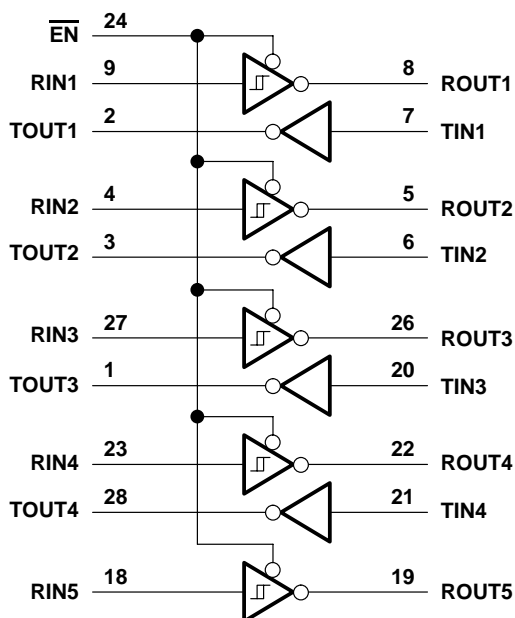 EN 24
RIN1 9 8 ROUT1
TOUT1 2 7 TIN1
RIN2 4 5 ROUT2
TOUT2 3 6 TIN2
RIN3 27 26 ROUT3
TOUT3 1 20 TIN3
RIN4 23 22 ROUT4
TOUT4 28 21 TIN4
RIN5 18 19 ROUT5